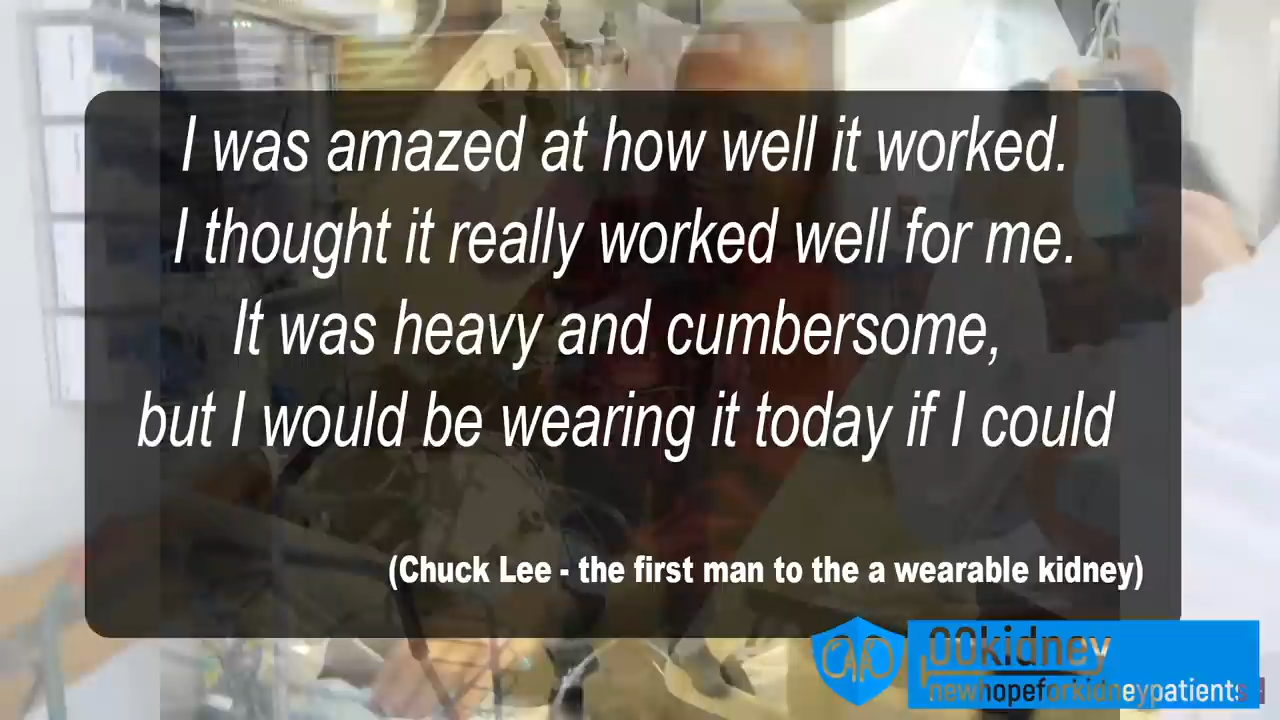 I was amazed at how well it worked.
I thought it really worked well for me.
It was heavy and cumbersome,
but I would be wearing it today if I could
(Chuck Lee - the first man to the a wearable kidney)
00kidney
newhopeforkidneypatients